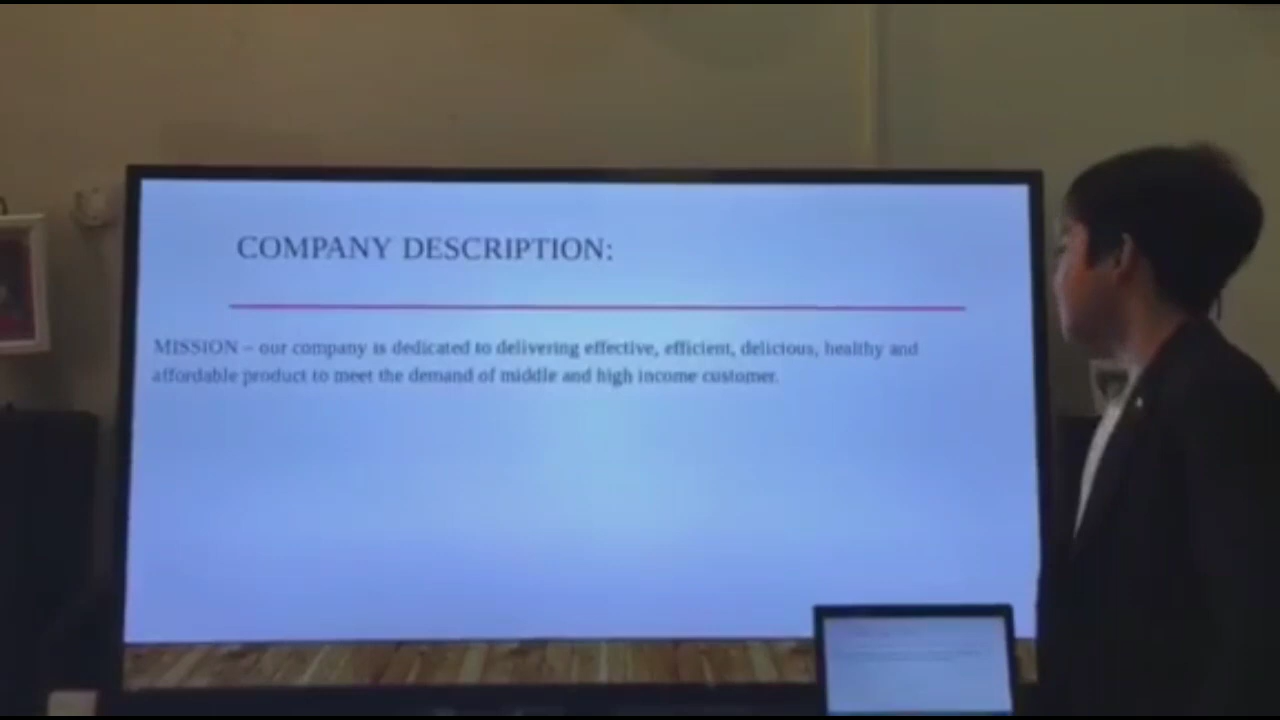 COMPANY DESCRIPTION:
MISSION – our company is dedicated to delivering effective, efficient, delicious, healthy and
affordable product to meet the demand of middle and high income customer.